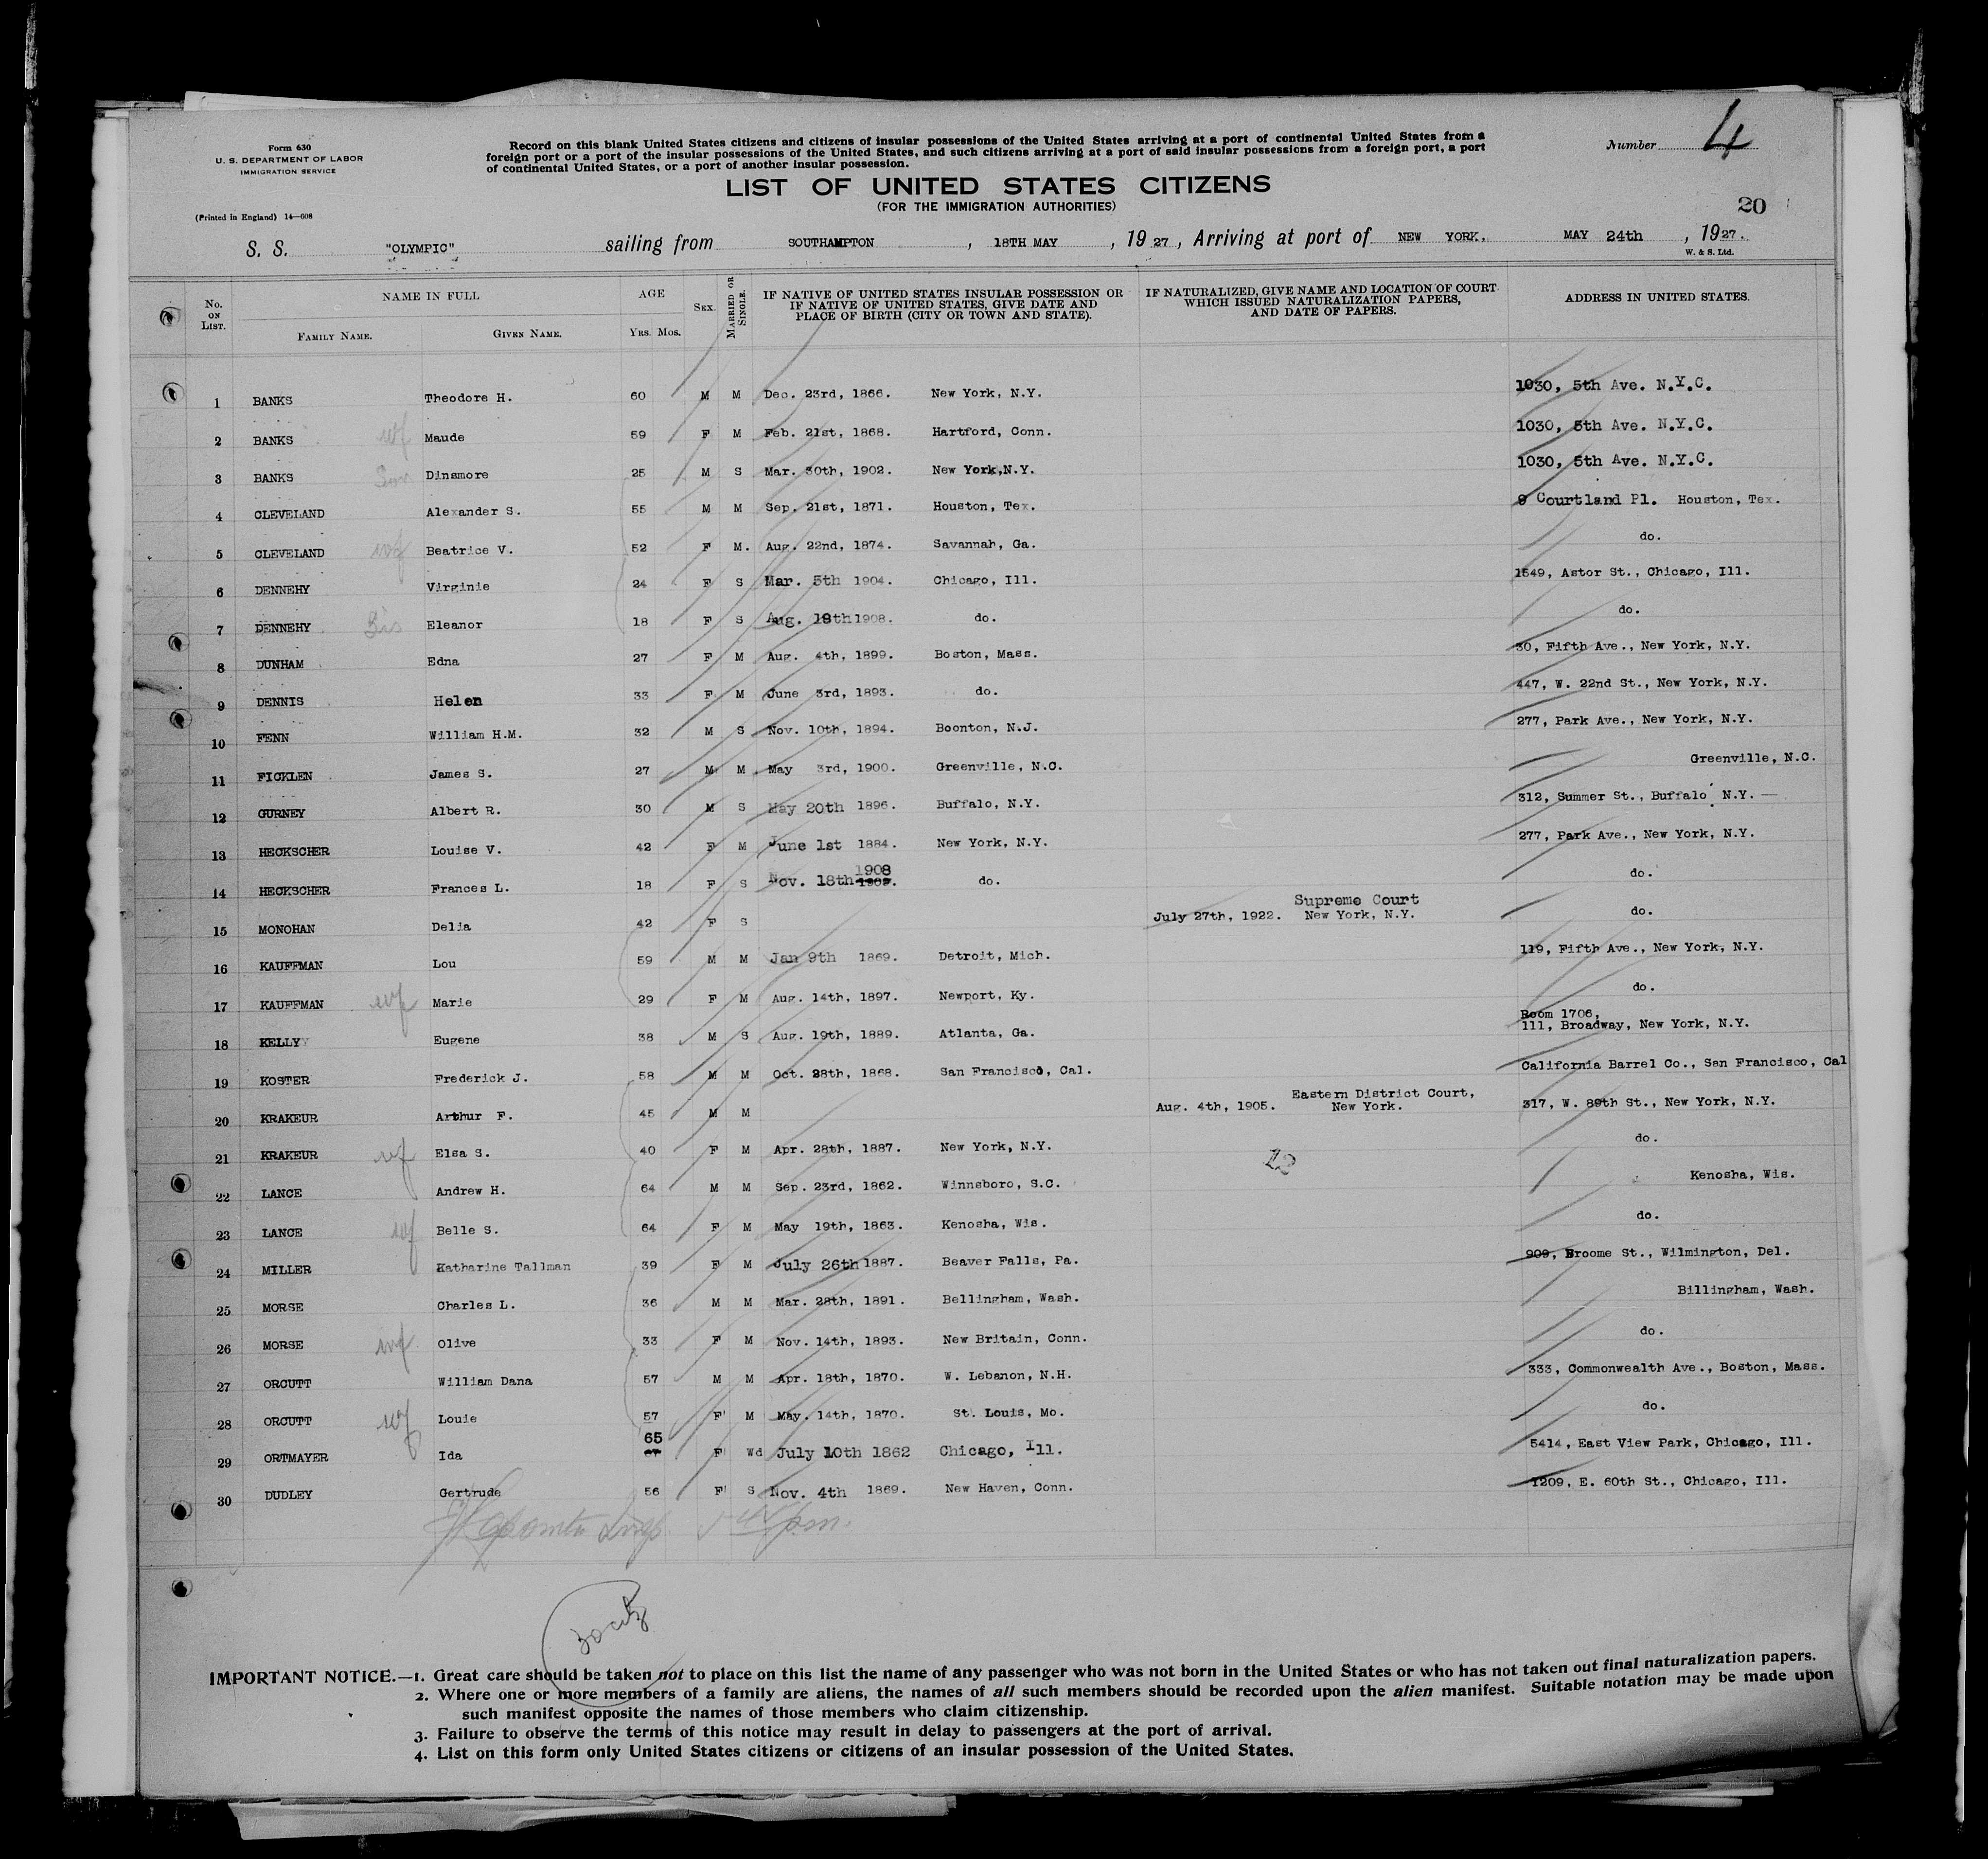 Form 630
U. S. DEPARTMENT OF LABOR
IMMIGRATION SERVICE
(Printed in England) 14—608
Record on this blank United States citizens and citizens of insular possessions of the United States arriving at a port of continental United States from a
foreign port or a port of the insular possessions of the United States, and such citizens arriving at a port of said insular possessions from a foreign port, a port
of continental United States, or a port of another insular possession.
Number 4
LIST OF UNITED STATES CITIZENS
(FOR THE IMMIGRATION AUTHORITIES)
20
S. S. "OLYMPIC" sailing from SOUTHAMPTON , 18TH MAY , 19 27 , Arriving at port of NEW YORK. MAY 24th , 19 27.
W. & S. Ltd.
No. ON LIST. NAME IN FULL FAMILY NAME. GIVEN NAME. AGE YRS. MOS. SEX. MARRIED OR SINGLE. IF NATIVE OF UNITED STATES INSULAR POSSESSION OR IF NATIVE OF UNITED STATES, GIVE DATE AND PLACE OF BIRTH (CITY OR TOWN AND STATE). IF NATURALIZED, GIVE NAME AND LOCATION OF COURT WHICH ISSUED NATURALIZATION PAPERS, AND DATE OF PAPERS. ADDRESS IN UNITED STATES.
1 BANKS Theodore H. 60 M M Dec. 23rd, 1866. New York, N.Y. 1030, 5th Ave. N.Y.C.
2 BANKS wf Maude 59 F M Feb. 21st, 1868. Hartford, Conn. 1030, 5th Ave. N.Y.C.
3 BANKS Son Dinsmore 25 M S Mar. 30th, 1902. New York,N.Y. 1030, 5th Ave. N.Y.C.
4 CLEVELAND Alexander S. 55 M M Sep. 21st, 1871. Houston, Tex. 9 Courtland Pl. Houston, Tex.
5 CLEVELAND wf Beatrice V. 52 F M. Aug. 22nd, 1874. Savannah, Ga. do.
6 DENNEHY Virginie 24 F S Mar. 5th 1904. Chicago, Ill. 1549, Astor St., Chicago, Ill.
7 DENNEHY Sis Eleanor 18 F S Aug. 19th 1908. do. do.
8 DUNHAM Edna 27 F M Aug. 4th, 1899. Boston, Mass. 30, Fifth Ave., New York, N.Y.
9 DENNIS Helen 33 F M June 3rd, 1893. do. 447, W. 22nd St., New York, N.Y.
10 FENN William H.M. 32 M S Nov. 10th, 1894. Boonton, N.J. 277, Park Ave., New York, N.Y.
11 FICKLEN James S. 27 M M May 3rd, 1900. Greenville, N.C. Greenville, N.C.
12 GURNEY Albert R. 30 M S May 20th 1896. Buffalo, N.Y. 312, Summer St., Buffalo N.Y.
13 HECKSCHER Louise V. 42 F M June 1st 1884. New York, N.Y. 277, Park Ave., New York, N.Y.
14 HECKSCHER Frances L. 18 F S Nov. 18th 1908 do. do.
15 MONOHAN Delia 42 F S July 27th, 1922. Supreme Court New York, N.Y. do.
16 KAUFFMAN Lou 59 M M Jan 9th 1869. Detroit, Mich. 119, Fifth Ave., New York, N.Y.
17 KAUFFMAN wf Marie 29 F M Aug. 14th, 1897. Newport, Ky. do.
18 KELLY Eugene 38 M S Aug. 19th, 1889. Atlanta, Ga. Room 1706, 111, Broadway, New York, N.Y.
19 KOSTER Frederick J. 58 M M Oct. 28th, 1868. San Francisco, Cal. California Barrel Co., San Francisco, Cal
20 KRAKEUR Arthur F. 45 M M Aug. 4th, 1905. Eastern District Court, New York. 317, W. 89th St., New York, N.Y.
21 KRAKEUR wf Elsa S. 40 F M Apr. 28th, 1887. New York, N.Y. 12 do.
22 LANCE Andrew H. 64 M M Sep. 23rd, 1862. Winnsboro, S.C. Kenosha, Wis.
23 LANCE wf Belle S. 64 F M May 19th, 1863. Kenosha, Wis. do.
24 MILLER Katharine Tallman 39 F M July 26th 1887. Beaver Falls, Pa. 909, Broome St., Wilmington, Del.
25 MORSE Charles L. 36 M M Mar. 28th, 1891. Bellingham, Wash. Billingham, Wash.
26 MORSE wf Olive 33 F M Nov. 14th, 1893. New Britain, Conn. do.
27 ORCUTT William Dana 57 M M Apr. 18th, 1870. W. Lebanon, N.H. 333, Commonwealth Ave., Boston, Mass.
28 ORCUTT wf Louie 57 F M May. 14th, 1870. St. Louis, Mo. do.
29 ORTMAYER Ida 65 F Wd July 10th 1862 Chicago, Ill. 5414, East View Park, Chicago, Ill.
30 DUDLEY Gertrude 56 F S Nov. 4th 1869. New Haven, Conn. 1209, E. 60th St., Chicago, Ill.
pm.
IMPORTANT NOTICE.—1. Great care should be taken not to place on this list the name of any passenger who was not born in the United States or who has not taken out final naturalization papers.
2. Where one or more members of a family are aliens, the names of all such members should be recorded upon the alien manifest. Suitable notation may be made upon
such manifest opposite the names of those members who claim citizenship.
3. Failure to observe the terms of this notice may result in delay to passengers at the port of arrival.
4. List on this form only United States citizens or citizens of an insular possession of the United States.